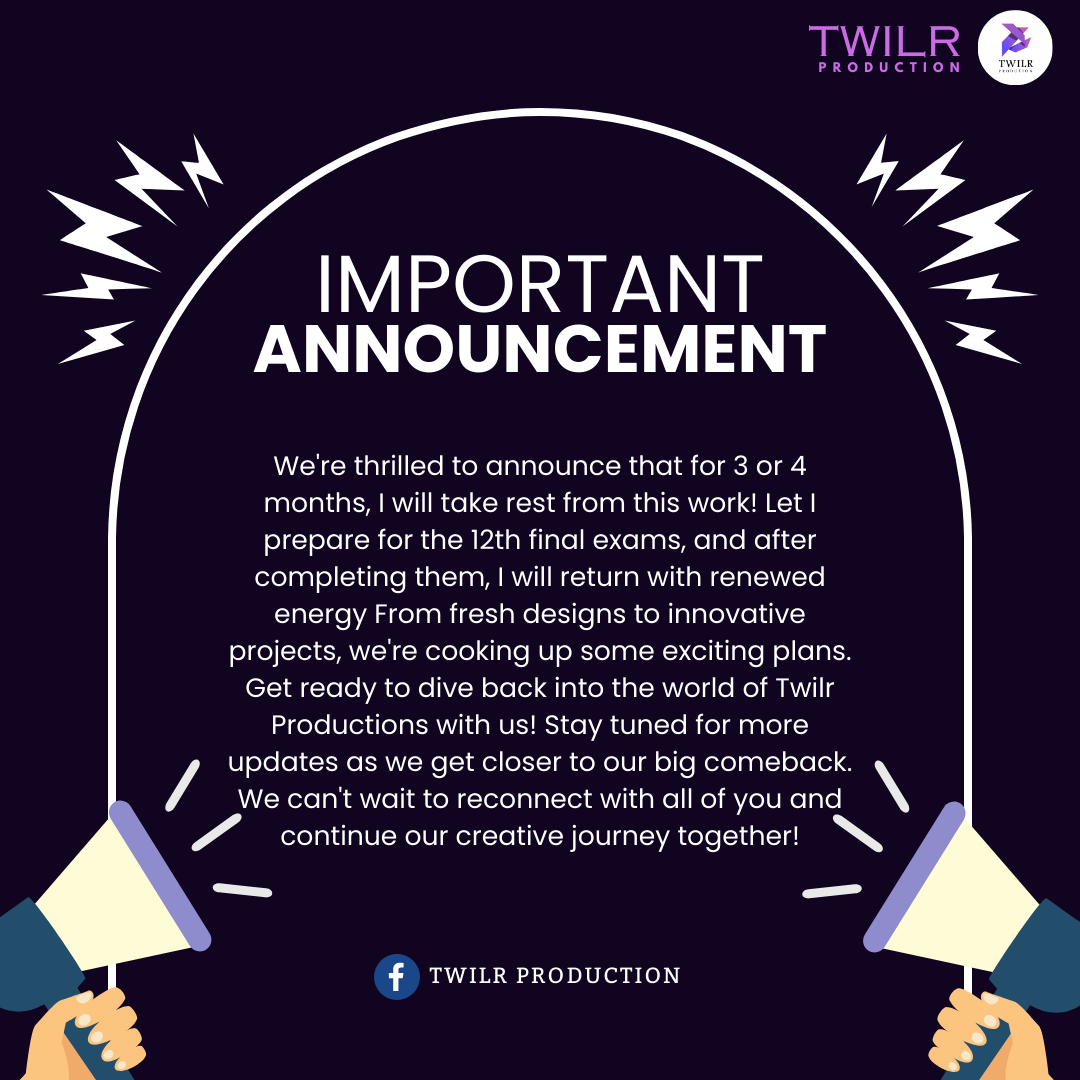 TWILR
PRODUCTION
TWILR
PRODUCTION
IMPORTANT
ANNOUNCEMENT
We're thrilled to announce that for 3 or 4
months, I will take rest from this work! Let I
prepare for the 12th final exams, and after
completing them, I will return with renewed
energy From fresh designs to innovative
projects, we're cooking up some exciting plans.
Get ready to dive back into the world of Twilr
Productions with us! Stay tuned for more
updates as we get closer to our big comeback.
We can't wait to reconnect with all of you and
continue our creative journey together!
f TWILR PRODUCTION